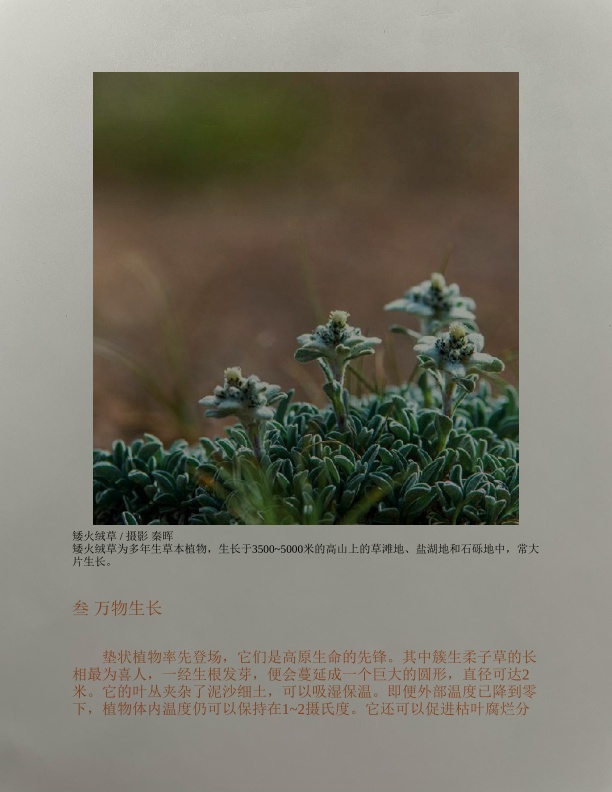 矮火绒草 / 摄影 秦晖
矮火绒草为多年生草本植物，生长于3500~5000米的高山上的草滩地、盐湖地和石砾地中，常大
片生长。
叁 万物生长
垫状植物率先登场，它们是高原生命的先锋。其中簇生柔子草的长
相最为喜人，一经生根发芽，便会蔓延成一个巨大的圆形，直径可达2
米。它的叶丛夹杂了泥沙细土，可以吸湿保温。即便外部温度已降到零
下，植物体内温度仍可以保持在1~2摄氏度。它还可以促进枯叶腐烂分